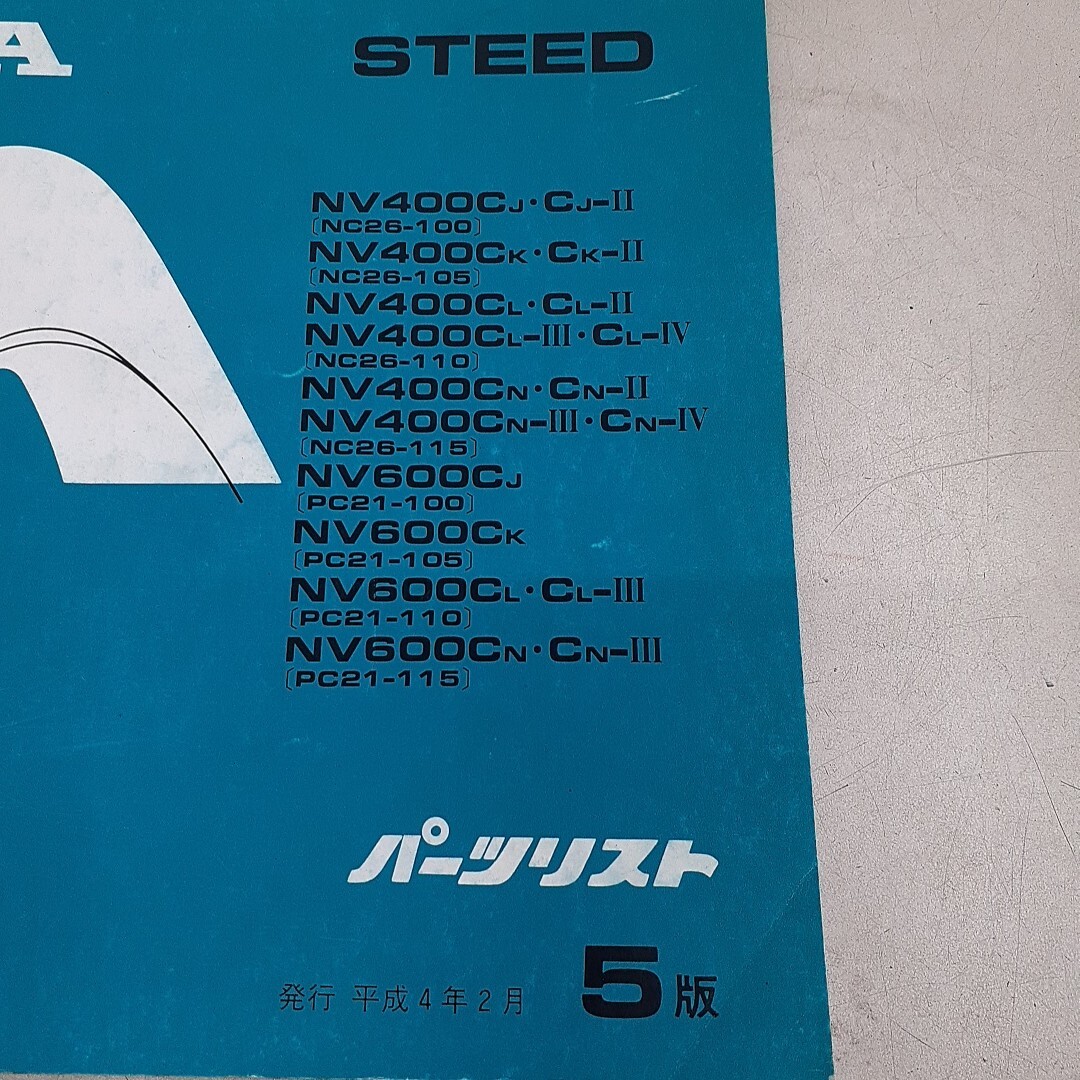 A
STEED
NV400CJ・CJ-II
〔NC26-100〕
NV400CK・CK-II
〔NC26-105〕
NV400CL・CL-II
NV400CL-III・CL-IV
〔NC26-110〕
NV400CN・CN-II
NV400CN-III・CN-IV
〔NC26-115〕
NV600CJ
〔PC21-100〕
NV600CK
〔PC21-105〕
NV600CL・CL-III
〔PC21-110〕
NV600CN・CN-III
〔PC21-115〕
パーツリスト
発行 平成4年2月 5版